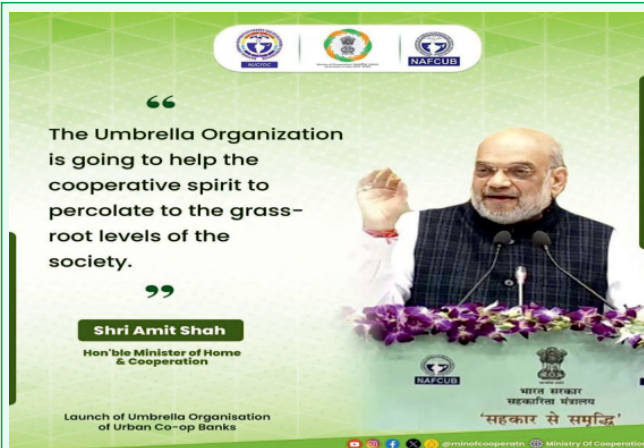 NUCFDC
NAFCUB
“
The Umbrella Organization
is going to help the
cooperative spirit to
percolate to the grass-
root levels of the
society.
”
Shri Amit Shah
Hon'ble Minister of Home
& Cooperation
Launch of Umbrella Organisation
of Urban Co-op Banks
NAFCUB
भारत सरकार
सहकारिता मंत्रालय
'सहकार से समृद्धि'
@minofcooperatn Ministry Of Cooperation